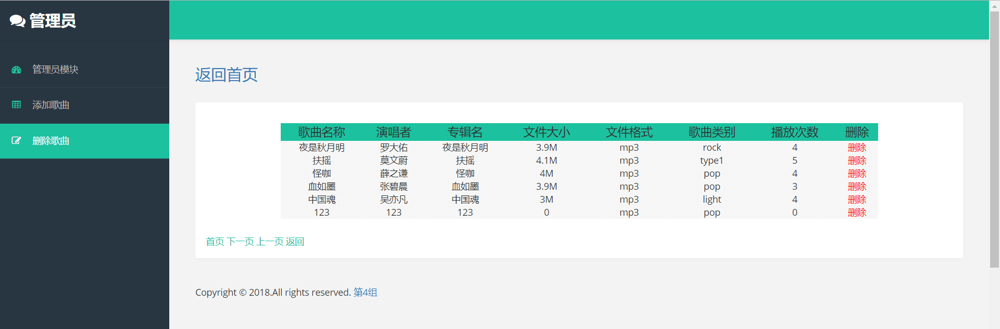 管理员
管理员模块
添加歌曲
删除歌曲
返回首页
歌曲名称 演唱者 专辑名 文件大小 文件格式 歌曲类别 播放次数 删除
夜是秋月明 罗大佑 夜是秋月明 3.9M mp3 rock 4 删除
扶摇 莫文蔚 扶摇 4.1M mp3 type1 5 删除
怪咖 薛之谦 怪咖 4M mp3 pop 4 删除
血如墨 张碧晨 血如墨 3.9M mp3 pop 3 删除
中国魂 吴亦凡 中国魂 3M mp3 light 4 删除
123 123 123 0 mp3 pop 0 删除
首页 下一页 上一页 返回
Copyright © 2018.All rights reserved. 第4组